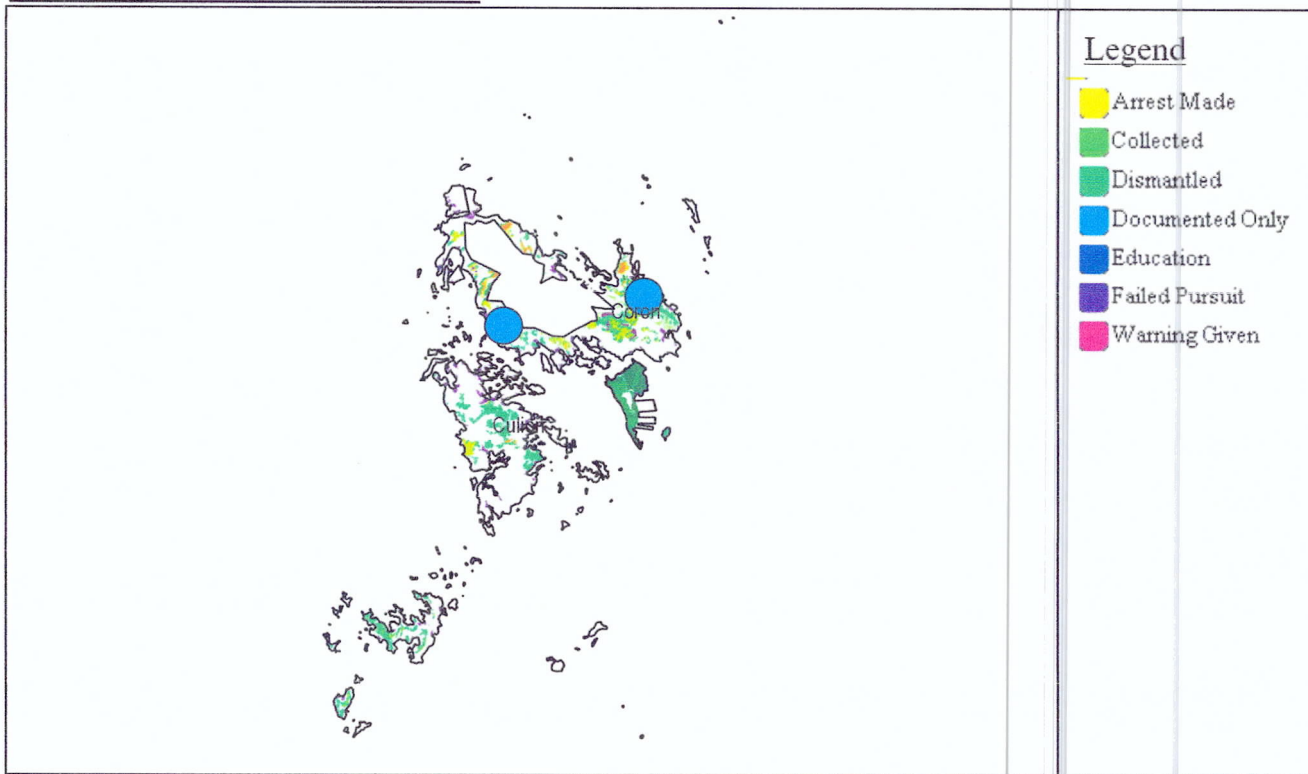 Legend
Arrest Made
Collected
Dismantled
Documented Only
Education
Failed Pursuit
Warning Given
Coron
Culion